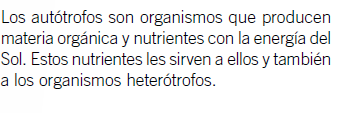 Los autótrofos son organismos que producen
materia orgánica y nutrientes con la energía del
Sol. Estos nutrientes les sirven a ellos y también
a los organismos heterótrofos.